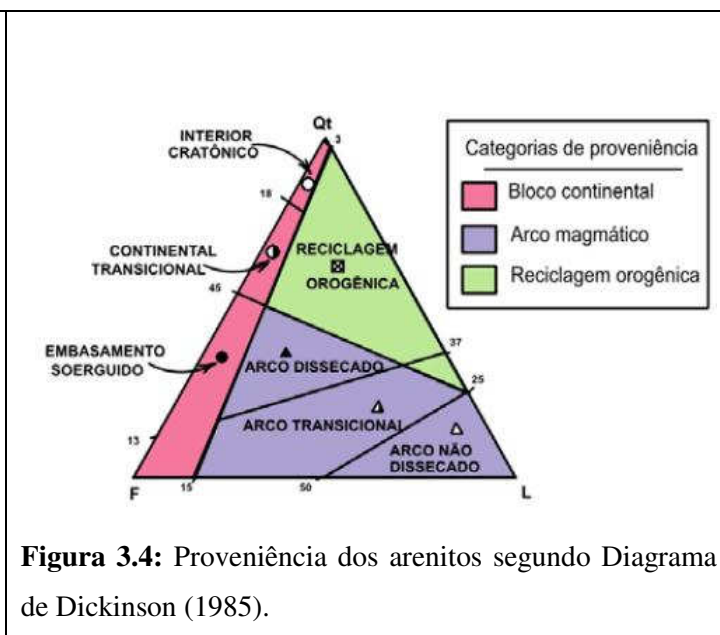 Qt
3
INTERIOR
CRATÔNICO
18
CONTINENTAL
TRANSICIONAL
RECICLAGEM
OROGÊNICA
45
EMBASAMENTO
SOERGUIDO
37
ARCO DISSECADO
25
ARCO TRANSICIONAL
13
ARCO NÃO
DISSECADO
F
15
50
L
Categorias de proveniência
Bloco continental
Arco magmático
Reciclagem orogênica
Figura 3.4: Proveniência dos arenitos segundo Diagrama
de Dickinson (1985).